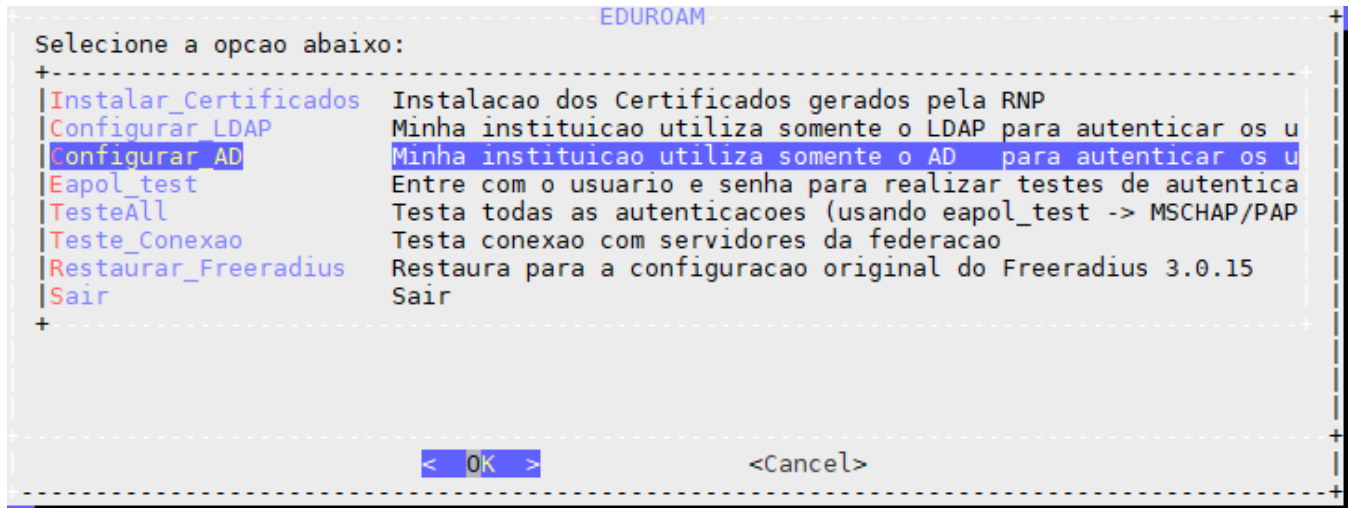 EDUROAM
Selecione a opcao abaixo:
Instalar_Certificados Instalacao dos Certificados gerados pela RNP
Configurar_LDAP Minha instituicao utiliza somente o LDAP para autenticar os u
Configurar_AD Minha instituicao utiliza somente o AD para autenticar os u
Eapol_test Entre com o usuario e senha para realizar testes de autentica
TesteAll Testa todas as autenticacoes (usando eapol_test -> MSCHAP/PAP
Teste_Conexao Testa conexao com servidores da federacao
Restaurar_Freeradius Restaura para a configuracao original do Freeradius 3.0.15
Sair Sair
< OK > <Cancel>